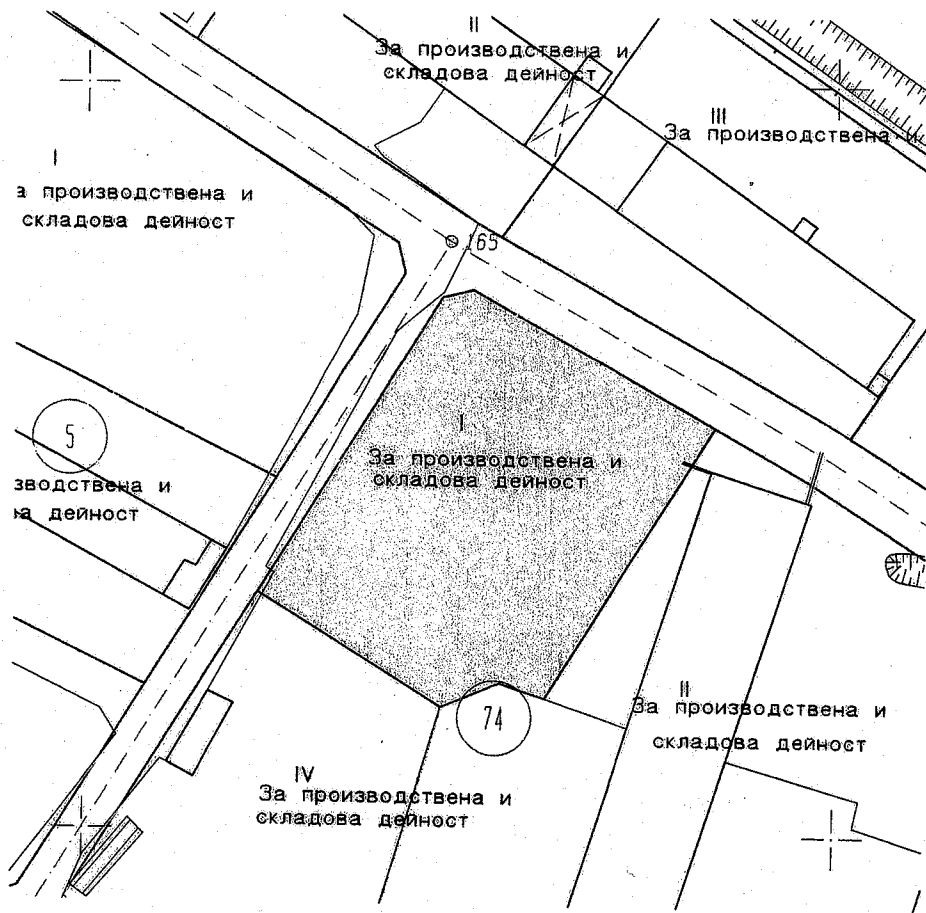 II
За производствена и
складова дейност
III
За производствена и
I
а производствена и
складова дейност
165
I
За производствена и
складова дейност
5
зводствена и
на дейност
II
За производствена и
складова дейност
74
IV
За производствена и
складова дейност